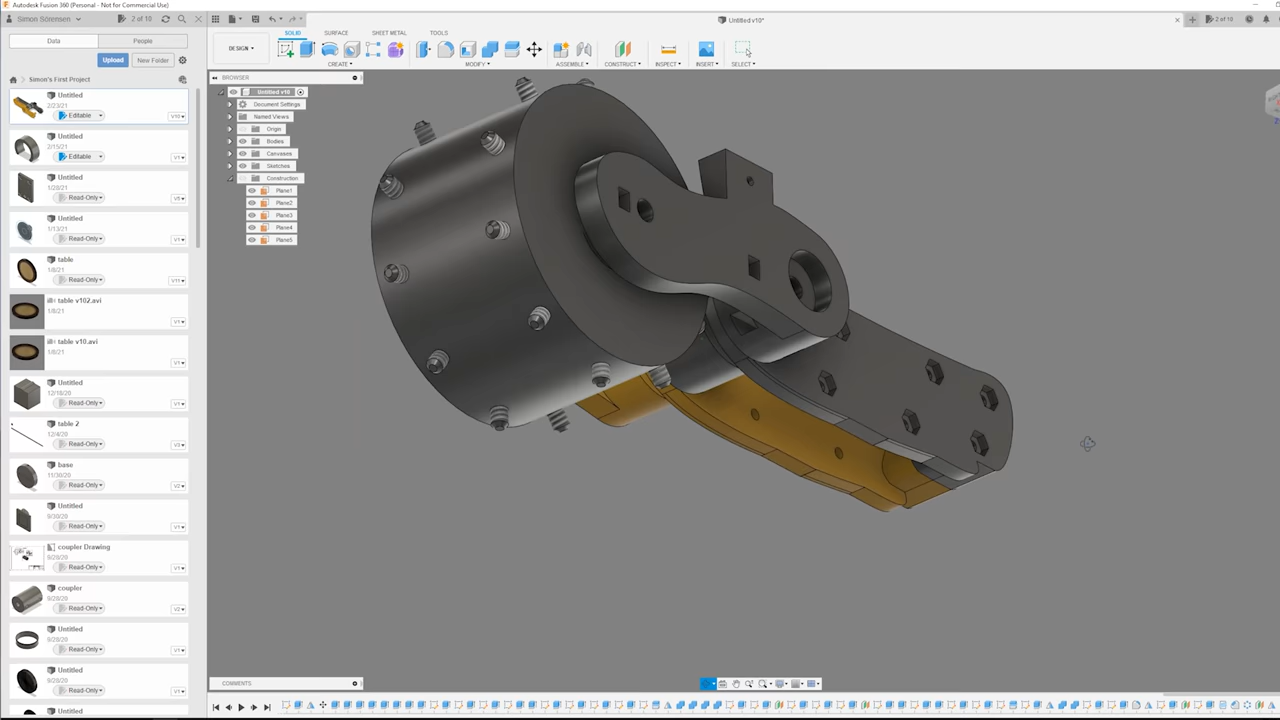 Autodesk Fusion 360 (Personal - Not for Commercial Use)
Simon Sörensen
2 of 10
Untitled v10*
2 of 10
Data
People
SOLID
SURFACE
SHEET METAL
TOOLS
DESIGN
CREATE
MODIFY
ASSEMBLE
CONSTRUCT
INSPECT
INSERT
SELECT
Upload
New Folder
Simon's First Project
BROWSER
Untitled v10
Document Settings
Named Views
Origin
Bodies
Canvases
Sketches
Construction
Plane1
Plane2
Plane3
Plane4
Plane5
Untitled
2/23/21
Editable
V10
Untitled
2/15/21
Editable
V1
Untitled
1/28/21
Read-Only
V5
Untitled
1/13/21
Read-Only
V1
table
1/8/21
Read-Only
V11
table v102.avi
1/8/21
V1
table v10.avi
1/8/21
V1
Untitled
12/18/20
Read-Only
V1
table 2
12/4/20
Read-Only
V3
base
11/30/20
Read-Only
V2
Untitled
9/30/20
Read-Only
V1
coupler Drawing
9/28/20
Read-Only
V1
coupler
9/28/20
Read-Only
V2
Untitled
9/28/20
Read-Only
V1
Untitled
9/28/20
Read-Only
V1
Untitled
COMMENTS